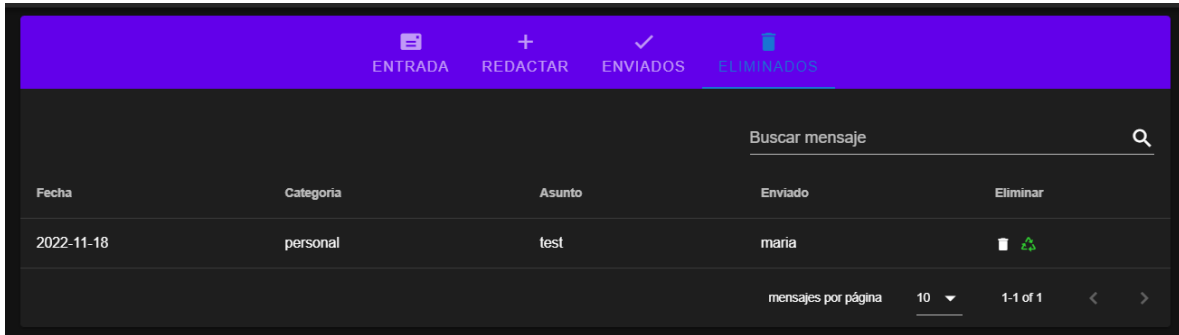 ENTRADA REDACTAR ENVIADOS ELIMINADOS
Buscar mensaje
Fecha Categoria Asunto Enviado Eliminar
2022-11-18 personal test maria
mensajes por página 10 1-1 of 1